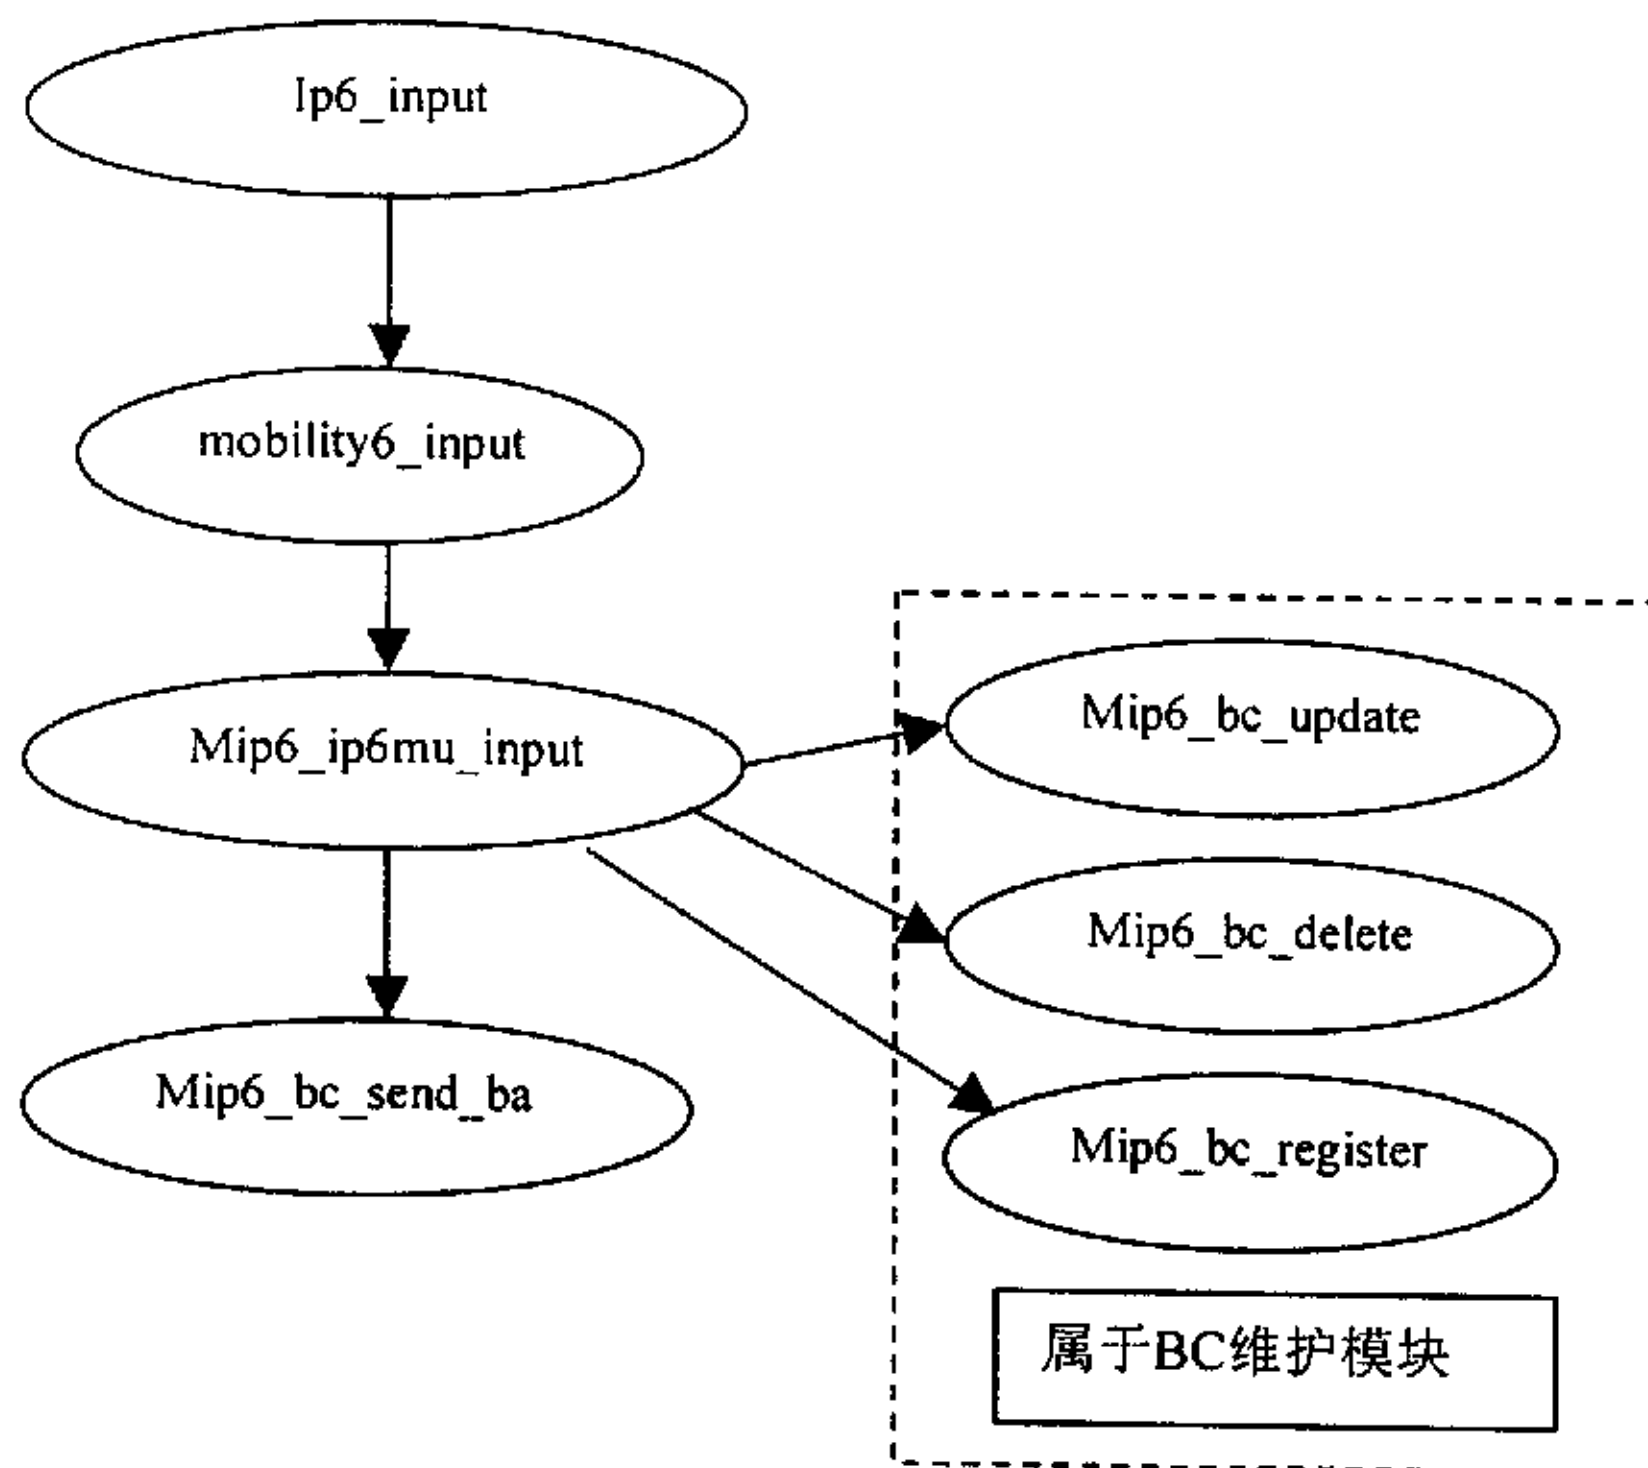 Ip6_input
mobility6_input
Mip6_ip6mu_input
Mip6_bc_send_ba
Mip6_bc_update
Mip6_bc_delete
Mip6_bc_register
属于BC维护模块